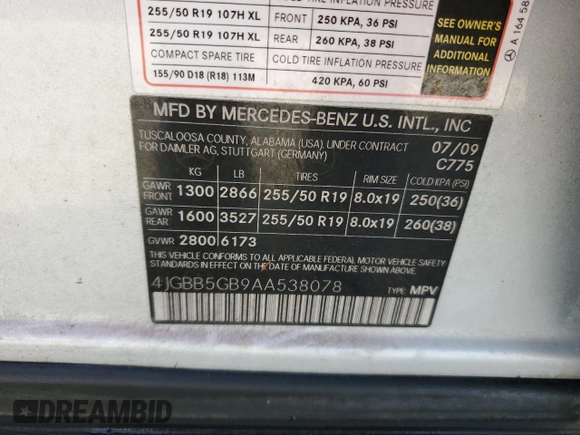 255/50 R19 107H XL FRONT 250 KPA, 36 PSI
255/50 R19 107H XL REAR 260 KPA, 38 PSI
COMPACT SPARE TIRE COLD TIRE INFLATION PRESSURE
155/90 D18 (R18) 113M 420 KPA, 60 PSI
SEE OWNER'S
MANUAL FOR
ADDITIONAL
INFORMATION
A 164 58
MFD BY MERCEDES-BENZ U.S. INTL., INC
TUSCALOOSA COUNTY, ALABAMA (USA), UNDER CONTRACT 07/09
FOR DAIMLER AG, STUTTGART (GERMANY) C775
KG LB TIRES RIM SIZE COLD KPA (PSI)
GAWR FRONT 1300 2866 255/50 R19 8.0x19 250(36)
GAWR REAR 1600 3527 255/50 R19 8.0x19 260(38)
GVWR 2800 6173
THIS VEHICLE CONFORMS TO ALL APPLICABLE FEDERAL MOTOR VEHICLE SAFETY
STANDARDS IN EFFECT ON THE DATE OF MANUFACTURE SHOWN ABOVE.
4JGBB5GB9AA538078 TYPE: MPV
DREAMBID